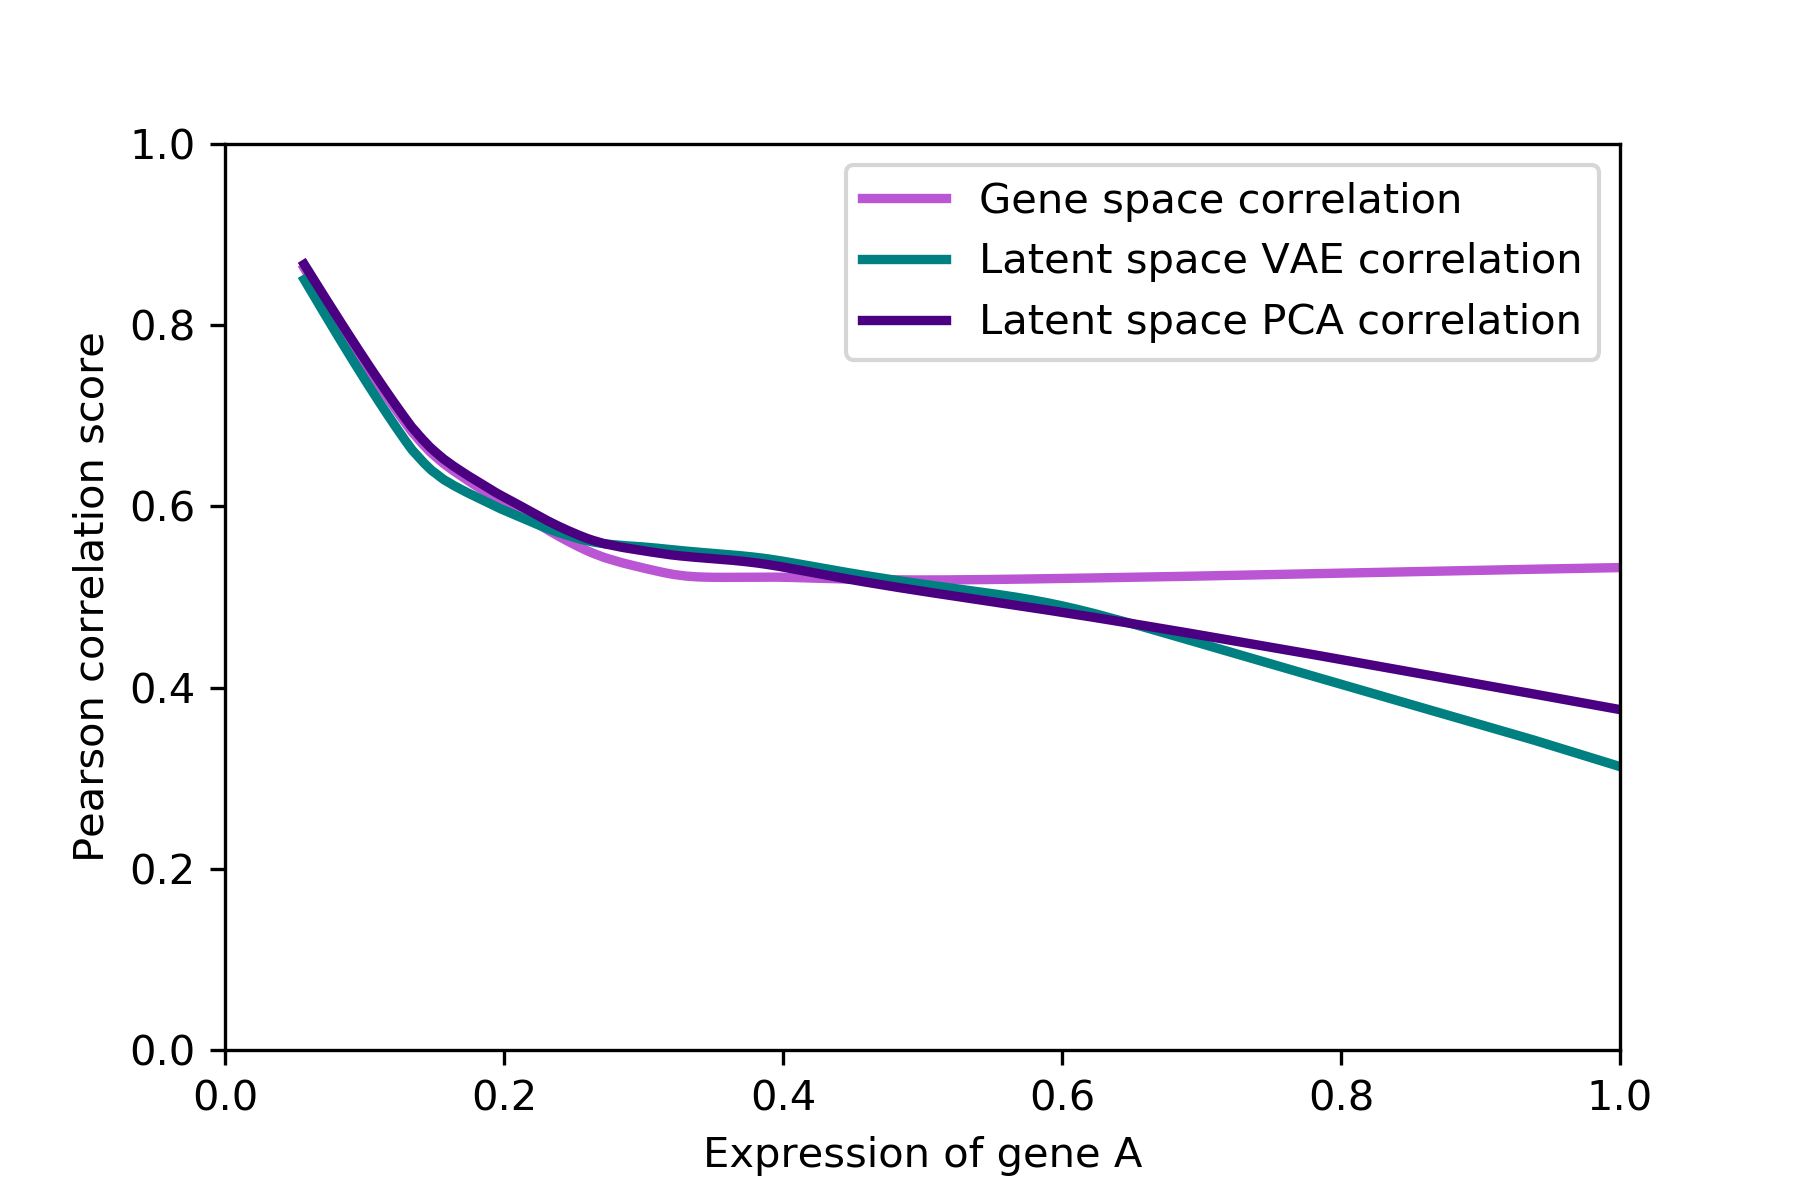 1.0
0.8
0.6
0.4
0.2
0.0
Pearson correlation score
Gene space correlation
Latent space VAE correlation
Latent space PCA correlation
0.0 0.2 0.4 0.6 0.8 1.0
Expression of gene A